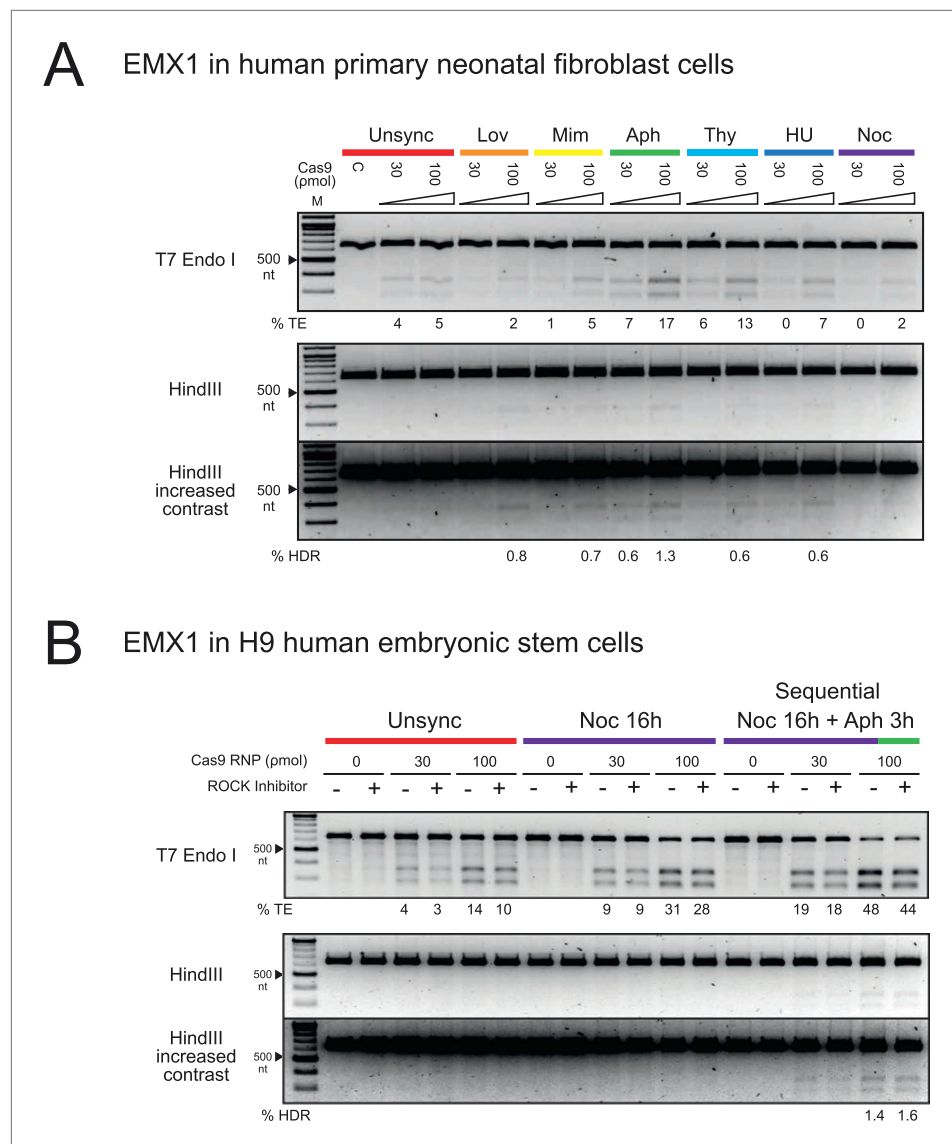 A EMX1 in human primary neonatal fibroblast cells
Unsync Lov Mim Aph Thy HU Noc
Cas9 (pmol) C 30 100 30 100 30 100 30 100 30 100 30 100 30 100
M
T7 Endo I 500 nt
% TE 4 5 2 1 5 7 17 6 13 0 7 0 2
HindIII 500 nt
HindIII increased contrast 500 nt
% HDR 0.8 0.7 0.6 1.3 0.6 0.6
B EMX1 in H9 human embryonic stem cells
Sequential
Unsync Noc 16h Noc 16h + Aph 3h
Cas9 RNP (pmol) 0 30 100 0 30 100 0 30 100
ROCK Inhibitor - + - + - + - + - + - + - + - + - +
T7 Endo I 500 nt
% TE 4 3 14 10 9 9 31 28 19 18 48 44
HindIII 500 nt
HindIII increased contrast 500 nt
% HDR 1.4 1.6